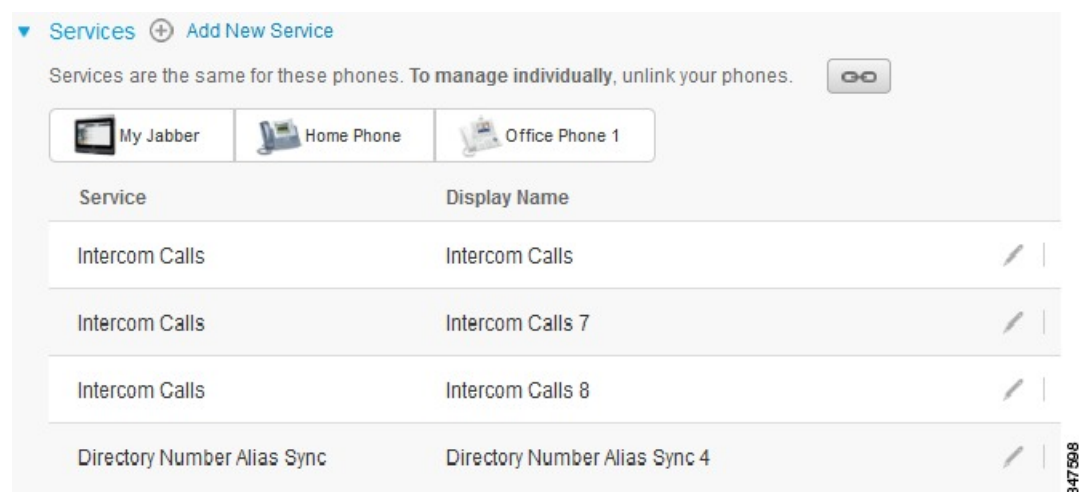 Services Add New Service
Services are the same for these phones. To manage individually, unlink your phones.
My Jabber Home Phone Office Phone 1
Service Display Name
Intercom Calls Intercom Calls
Intercom Calls Intercom Calls 7
Intercom Calls Intercom Calls 8
Directory Number Alias Sync Directory Number Alias Sync 4
347598